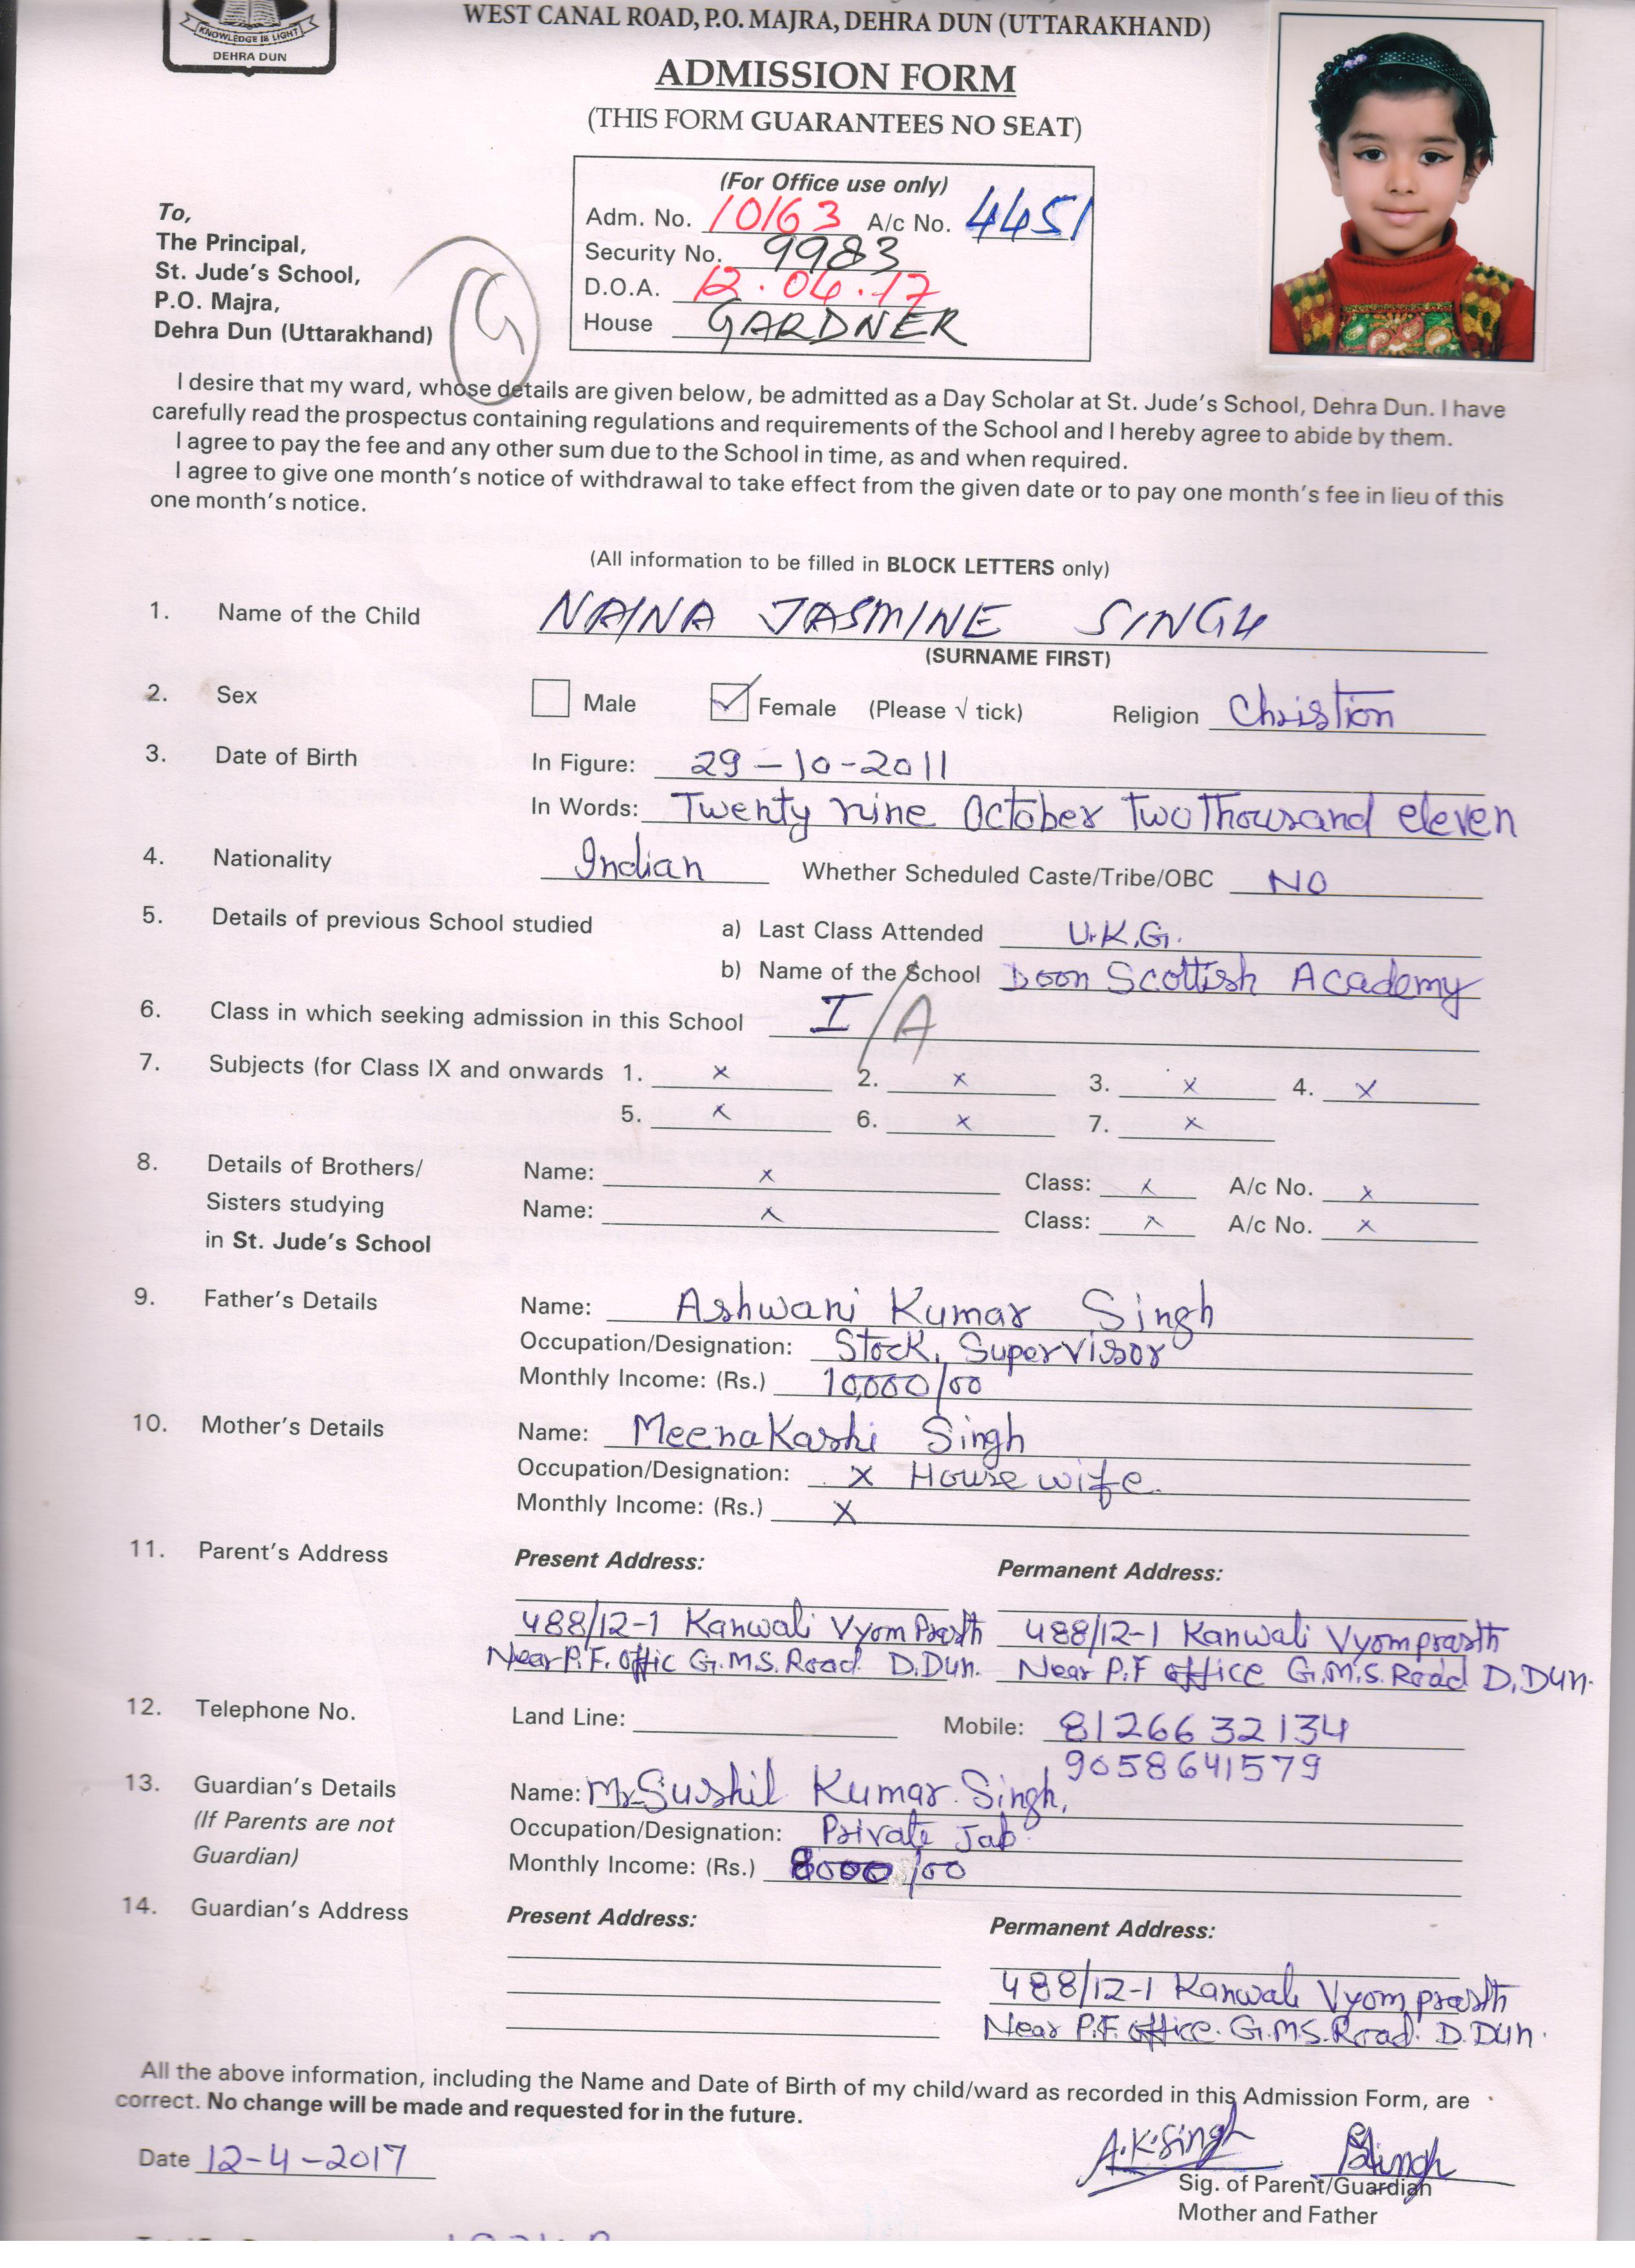 KNOWLEDGE IS LIGHT
DEHRA DUN
WEST CANAL ROAD, P.O. MAJRA, DEHRA DUN (UTTARAKHAND)
ADMISSION FORM
(THIS FORM GUARANTEES NO SEAT)
(For Office use only)
Adm. No. 10163 A/c No. 4451
Security No. 9983
D.O.A. 12.04.17
House GARDNER
To,
The Principal,
St. Jude's School,
P.O. Majra,
Dehra Dun (Uttarakhand)
G
I desire that my ward, whose details are given below, be admitted as a Day Scholar at St. Jude's School, Dehra Dun. I have
carefully read the prospectus containing regulations and requirements of the School and I hereby agree to abide by them.
I agree to pay the fee and any other sum due to the School in time, as and when required.
I agree to give one month's notice of withdrawal to take effect from the given date or to pay one month's fee in lieu of this
one month's notice.
(All information to be filled in BLOCK LETTERS only)
1. Name of the Child NAINA JASMINE SINGH
(SURNAME FIRST)
2. Sex Male Female (Please √ tick) Religion Christion
3. Date of Birth In Figure: 29-10-2011
In Words: Twenty nine October Two Thousand eleven
4. Nationality Indian Whether Scheduled Caste/Tribe/OBC NO
5. Details of previous School studied a) Last Class Attended U.K.G.
b) Name of the School Doon Scottish Academy
6. Class in which seeking admission in this School I/A
7. Subjects (for Class IX and onwards 1. x 2. x 3. x 4. x
5. x 6. x 7. x
8. Details of Brothers/ Name: x Class: x A/c No. x
Sisters studying Name: x Class: x A/c No. x
in St. Jude's School
9. Father's Details Name: Ashwani Kumar Singh
Occupation/Designation: Stock, Supervisor
Monthly Income: (Rs.) 10,000/00
10. Mother's Details Name: MeenaKashi Singh
Occupation/Designation: x House wife.
Monthly Income: (Rs.) X
11. Parent's Address Present Address: Permanent Address:
488/12-1 Kanwali Vyom Prasth 488/12-1 Kanwali Vyomprasth
Near P.F. offic G.M.S. Road D.Dun. Near P.F office G.M.S. Road D.Dun.
12. Telephone No. Land Line: Mobile: 8126632134
9058641579
13. Guardian's Details Name: Mr Sushil Kumar Singh,
(If Parents are not Occupation/Designation: Private Jab
Guardian) Monthly Income: (Rs.) 8000/00
14. Guardian's Address Present Address: Permanent Address:
488/12-1 Kanwali Vyom prasth
Near P.F. office. G.M.S. Road. D.Dun.
All the above information, including the Name and Date of Birth of my child/ward as recorded in this Admission Form, are
correct. No change will be made and requested for in the future.
Date 12-4-2017
A.K.Singh
Sig. of Parent/Guardian
Mother and Father